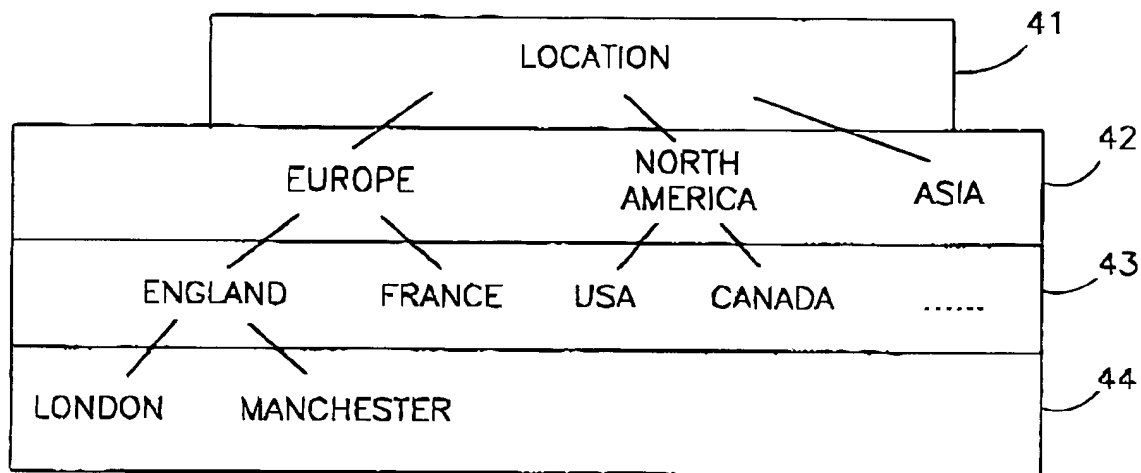 LOCATION
41
EUROPE
NORTH
AMERICA
ASIA
42
ENGLAND
FRANCE
USA
CANADA
......
43
LONDON
MANCHESTER
44